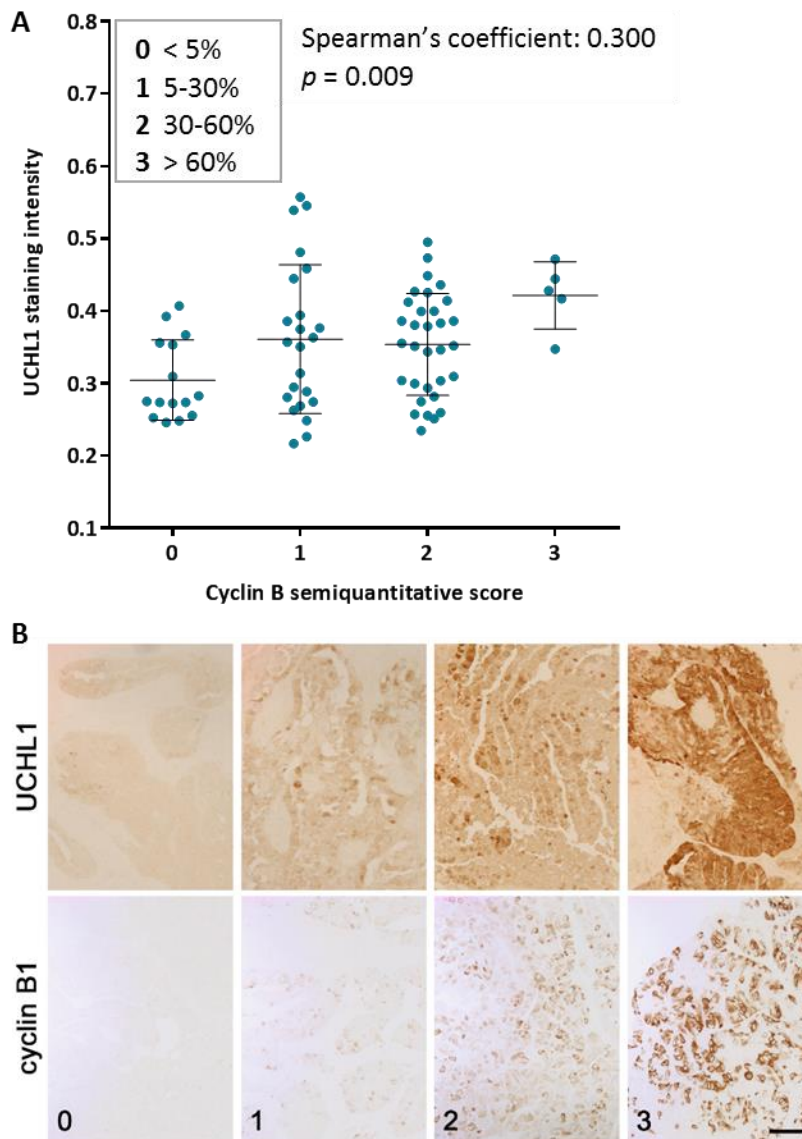 A
0 < 5%
1 5-30%
2 30-60%
3 > 60%
Spearman's coefficient: 0.300
p = 0.009
UCHL1 staining intensity
0.8
0.7
0.6
0.5
0.4
0.3
0.2
0.1
0 1 2 3
Cyclin B semiquantitative score
B
UCHL1
cyclin B1
0 1 2 3